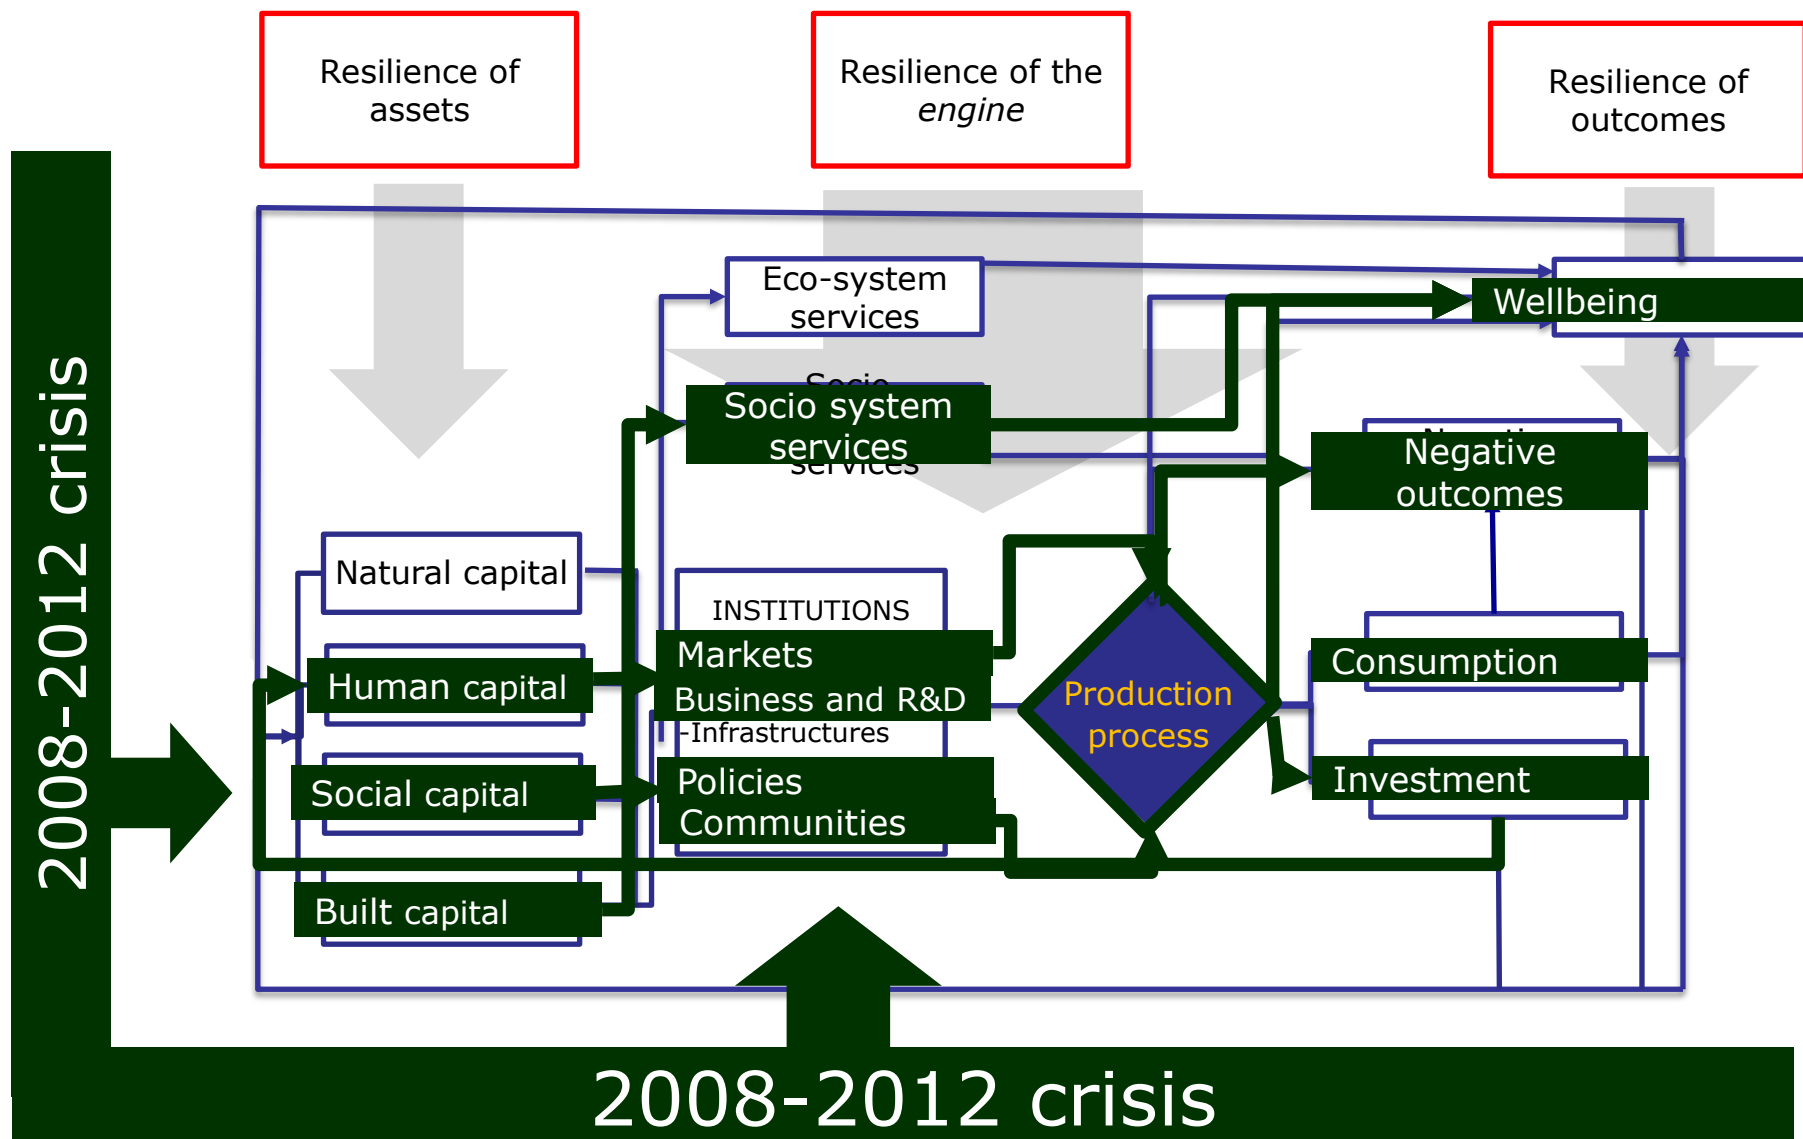 Resilience of
assets
Resilience of the
engine
Resilience of
outcomes
2008-2012 crisis
Eco-system
services
Wellbeing
Socio system
services
services
Negative
outcomes
Natural capital
INSTITUTIONS
Markets
Human capital
Business and R&D
-Infrastructures
Production
process
Consumption
Social capital
Policies
Communities
Investment
Built capital
2008-2012 crisis